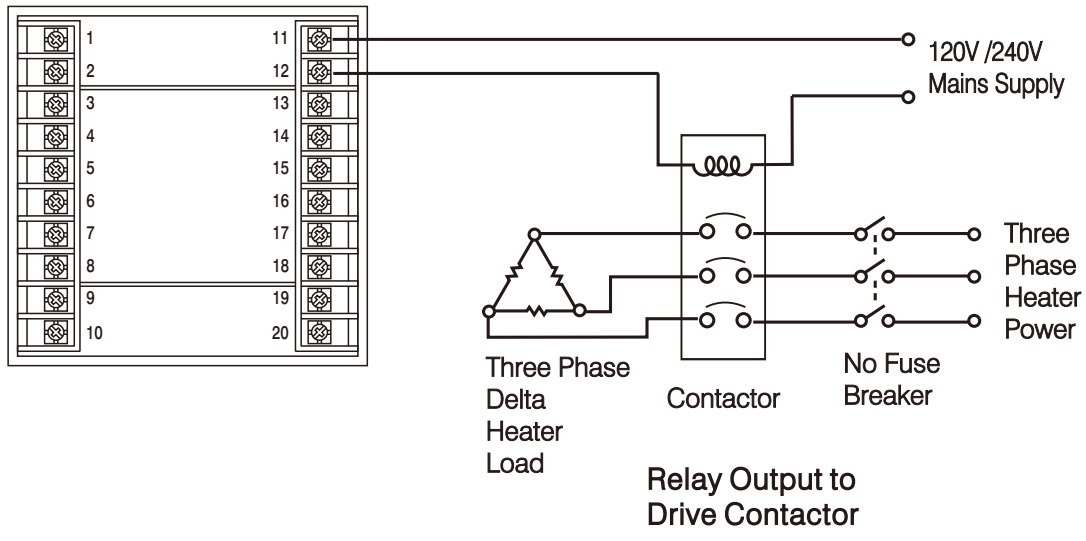 1 11
2 12
3 13
4 14
5 15
6 16
7 17
8 18
9 19
10 20
120V /240V
Mains Supply
Three
Phase
Heater
Power
Three Phase
Delta
Heater
Load
Contactor
No Fuse
Breaker
Relay Output to
Drive Contactor